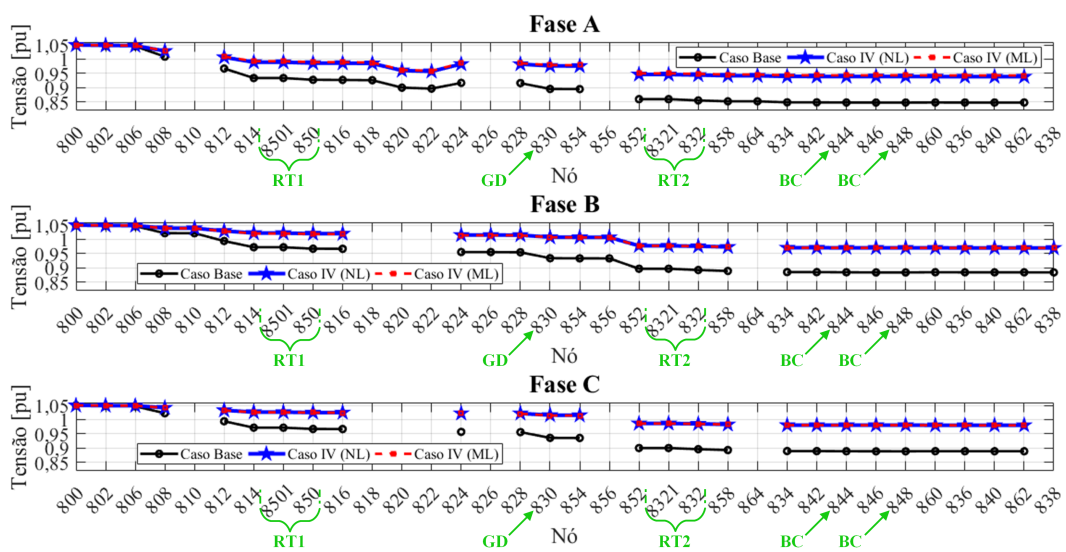 Fase A
Tensão [pu]
1,05
1
0,95
0,9
0,85
Caso Base Caso IV (NL) Caso IV (ML)
800 802 806 808 810 812 814 8501 850 816 818 820 822 824 826 828 830 854 856 852 8321 832 858 864 834 842 844 846 848 860 836 840 862 838
RT1 GD RT2 BC BC
Nó
Fase B
Tensão [pu]
1,05
1
0,95
0,9
0,85
Caso Base Caso IV (NL) Caso IV (ML)
800 802 806 808 810 812 814 8501 850 816 818 820 822 824 826 828 830 854 856 852 8321 832 858 864 834 842 844 846 848 860 836 840 862 838
RT1 GD RT2 BC BC
Nó
Fase C
Tensão [pu]
1,05
1
0,95
0,9
0,85
Caso Base Caso IV (NL) Caso IV (ML)
800 802 806 808 810 812 814 8501 850 816 818 820 822 824 826 828 830 854 856 852 8321 832 858 864 834 842 844 846 848 860 836 840 862 838
RT1 GD RT2 BC BC
Nó